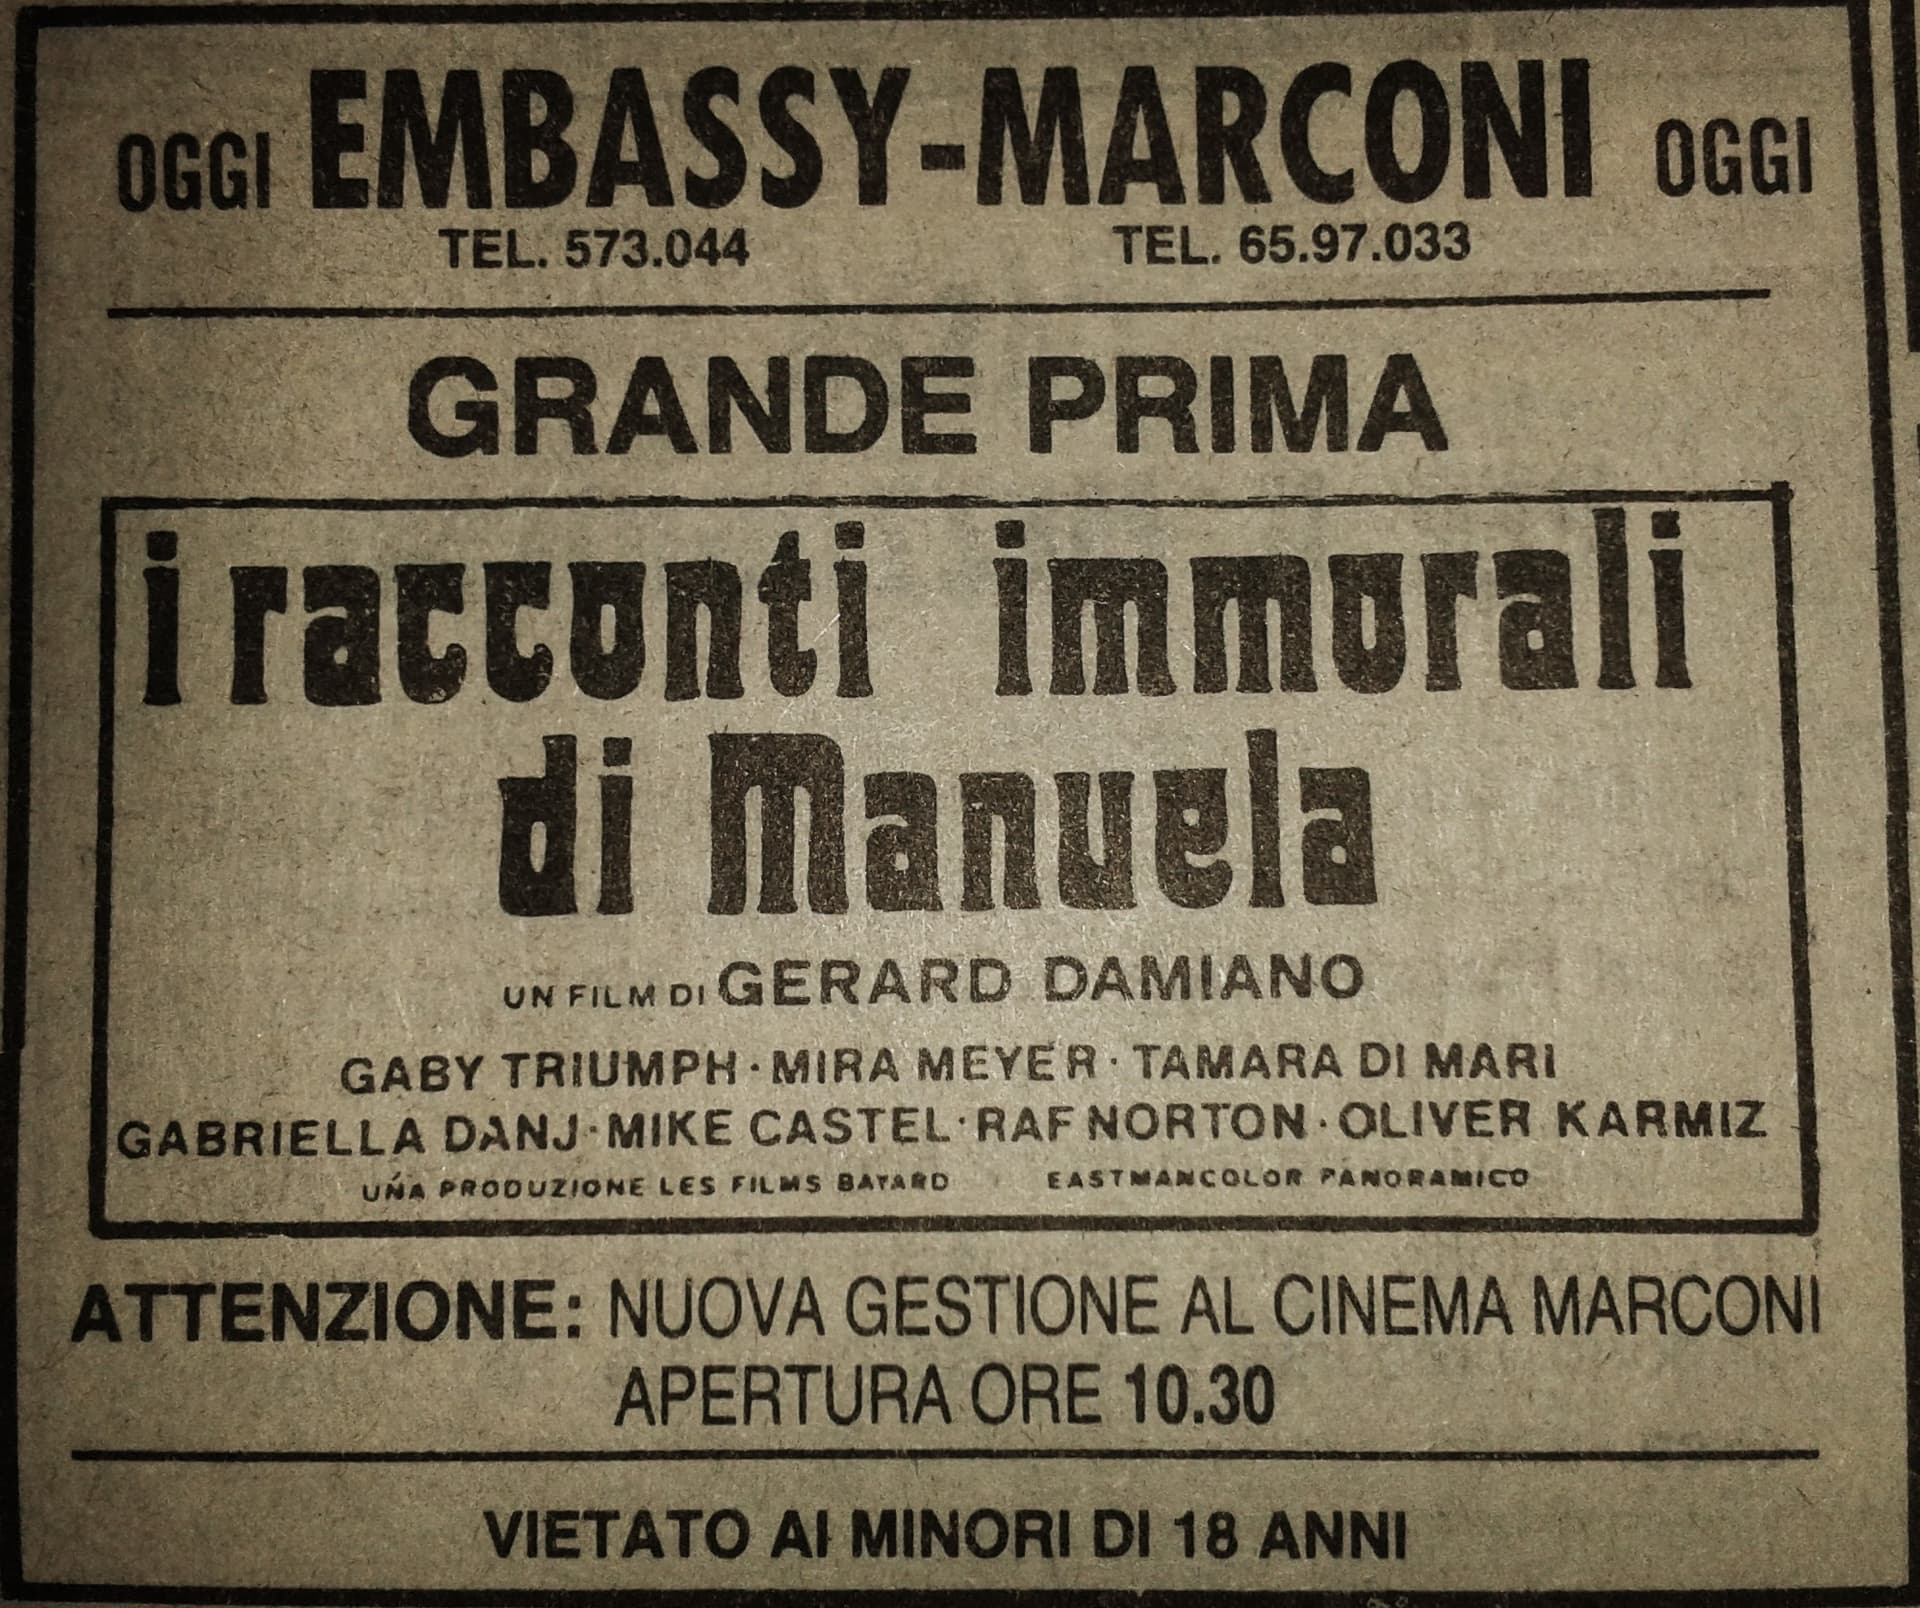 OGGI EMBASSY-MARCONI OGGI
TEL. 573.044 TEL. 65.97.033
GRANDE PRIMA
i racconti immorali
di Manuela
UN FILM DI GERARD DAMIANO
GABY TRIUMPH · MIRA MEYER · TAMARA DI MARI
GABRIELLA DANJ · MIKE CASTEL · RAF NORTON · OLIVER KARMIZ
UNA PRODUZIONE LES FILMS BAYARD EASTMANCOLOR PANORAMICO
ATTENZIONE: NUOVA GESTIONE AL CINEMA MARCONI
APERTURA ORE 10.30
VIETATO AI MINORI DI 18 ANNI